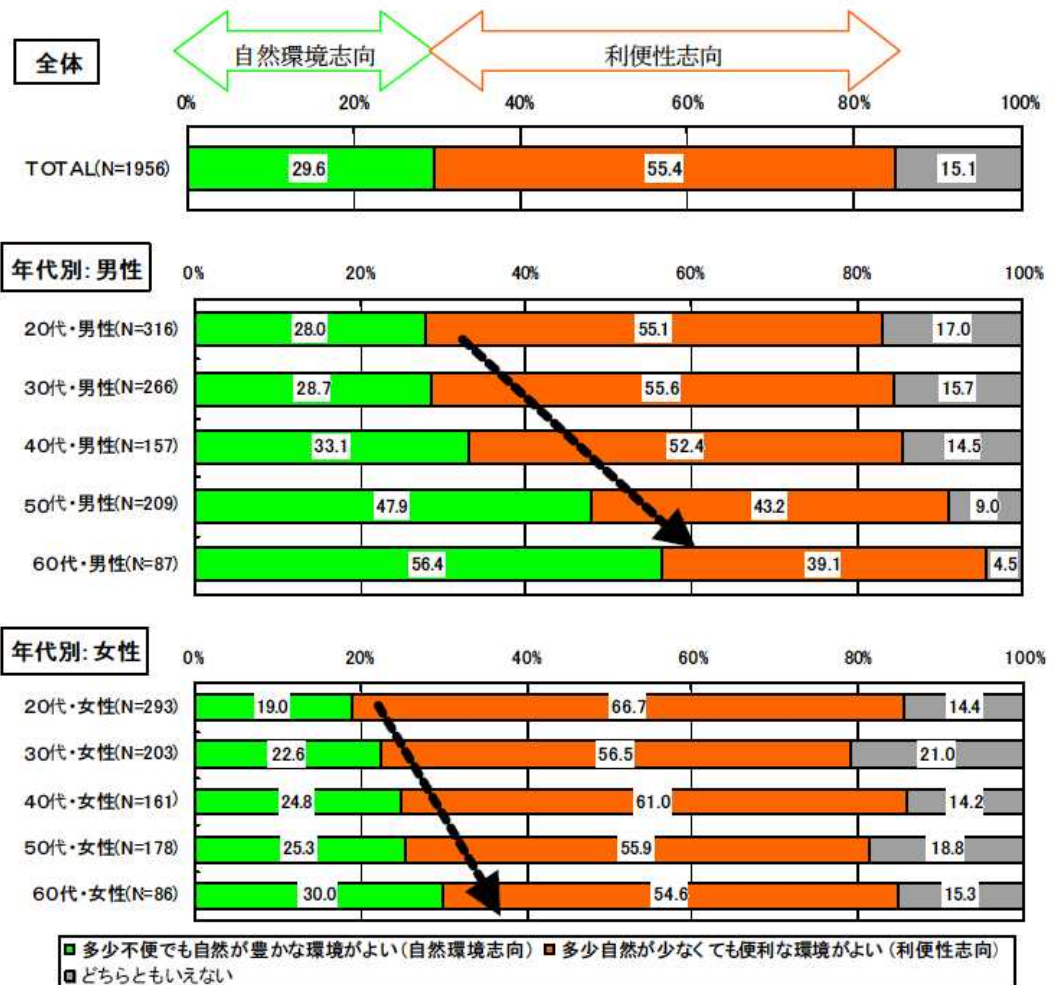 自然環境志向 利便性志向
全体
0% 20% 40% 60% 80% 100%
TOTAL(N=1956) 29.6 55.4 15.1
年代別:男性 0% 20% 40% 60% 80% 100%
20代・男性(N=316) 28.0 55.1 17.0
30代・男性(N=266) 28.7 55.6 15.7
40代・男性(N=157) 33.1 52.4 14.5
50代・男性(N=209) 47.9 43.2 9.0
60代・男性(N=87) 56.4 39.1 4.5
年代別:女性 0% 20% 40% 60% 80% 100%
20代・女性(N=293) 19.0 66.7 14.4
30代・女性(N=203) 22.6 56.5 21.0
40代・女性(N=161) 24.8 61.0 14.2
50代・女性(N=178) 25.3 55.9 18.8
60代・女性(N=86) 30.0 54.6 15.3
多少不便でも自然が豊かな環境がよい(自然環境志向) 多少自然が少なくても便利な環境がよい(利便性志向)
どちらともいえない